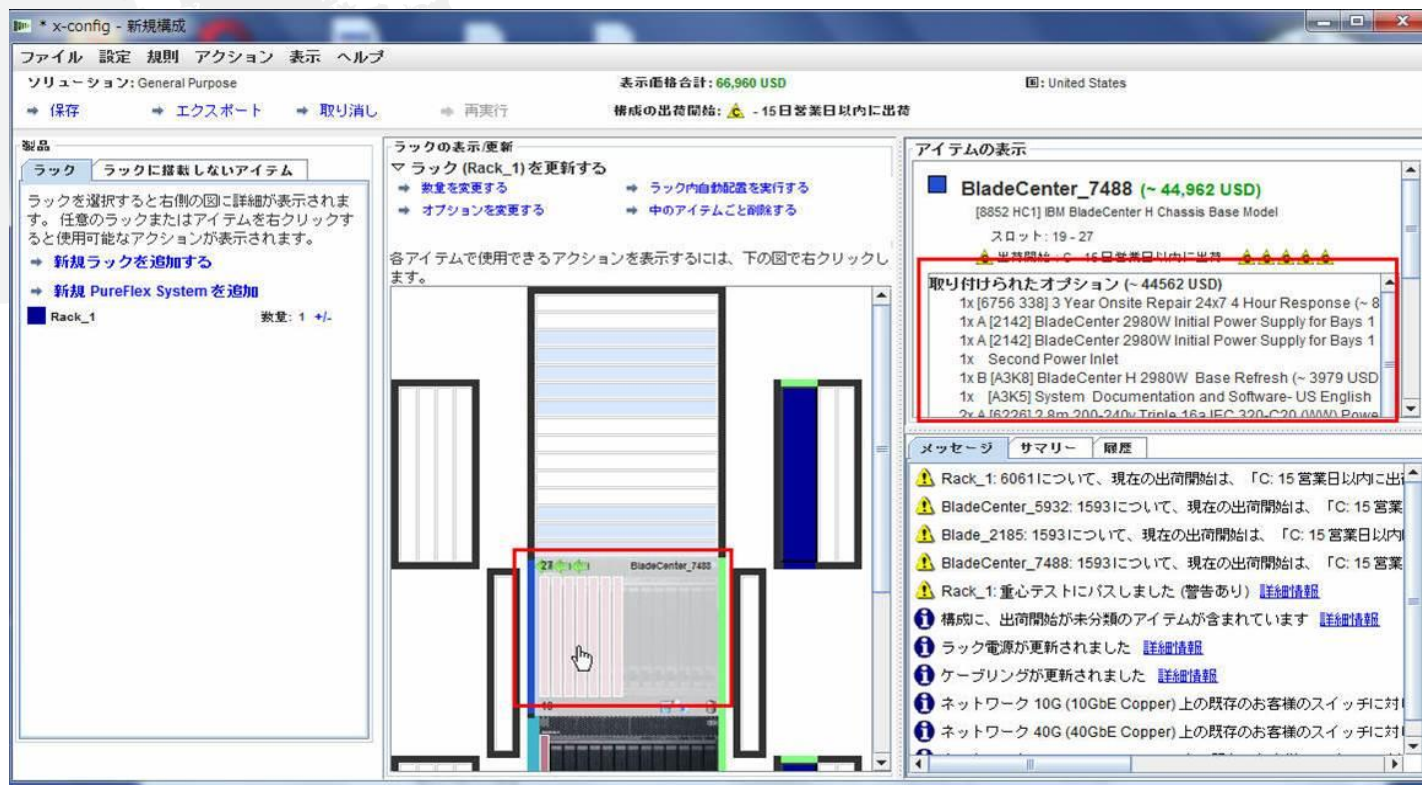 * x-config - 新規構成
ファイル 設定 規則 アクション 表示 ヘルプ
ソリューション: General Purpose
表示価格合計: 66,960 USD
国: United States
保存 エクスポート 取り消し 再実行
構成の出荷開始: C - 15日営業日以内に出荷
製品
ラック ラックに搭載しないアイテム
ラックを選択すると右側の図に詳細が表示されま
す。任意のラックまたはアイテムを右クリックす
ると使用可能なアクションが表示されます。
新規ラックを追加する
新規 PureFlex System を追加
Rack_1 数量: 1 +/-
ラックの表示/更新
ラック (Rack_1) を更新する
数量を変更する ラック内自動配置を実行する
オプションを変更する 中のアイテムごと削除する
各アイテムで使用できるアクションを表示するには、下の図で右クリックし
ます。
27 BladeCenter_7488
19
アイテムの表示
BladeCenter_7488 (~ 44,962 USD)
[8852 HC1] IBM BladeCenter H Chassis Base Model
スロット: 19 - 27
出荷開始: C - 15日営業日以内に出荷
取り付けられたオプション (~ 44562 USD)
1x [6756 338] 3 Year Onsite Repair 24x7 4 Hour Response (~ 8
1x A [2142] BladeCenter 2980W Initial Power Supply for Bays 1
1x A [2142] BladeCenter 2980W Initial Power Supply for Bays 1
1x Second Power Inlet
1x B [A3K8] BladeCenter H 2980W Base Refresh (~ 3979 USD
1x [A3K5] System Documentation and Software- US English
2x A [6226] 2.8m 200-240v Triple 16a IEC 320-C20 (WW) Powe
メッセージ サマリー 履歴
Rack_1: 6061について、現在の出荷開始は、「C: 15 営業日以内に出
BladeCenter_5932: 1593について、現在の出荷開始は、「C: 15 営業
Blade_2185: 1593について、現在の出荷開始は、「C: 15 営業日以内
BladeCenter_7488: 1593について、現在の出荷開始は、「C: 15 営業
Rack_1: 重心テストにパスしました (警告あり) 詳細情報
構成に、出荷開始が未分類のアイテムが含まれています 詳細情報
ラック電源が更新されました 詳細情報
ケーブリングが更新されました 詳細情報
ネットワーク 10G (10GbE Copper) 上の既存のお客様のスイッチに対
ネットワーク 40G (40GbE Copper) 上の既存のお客様のスイッチに対